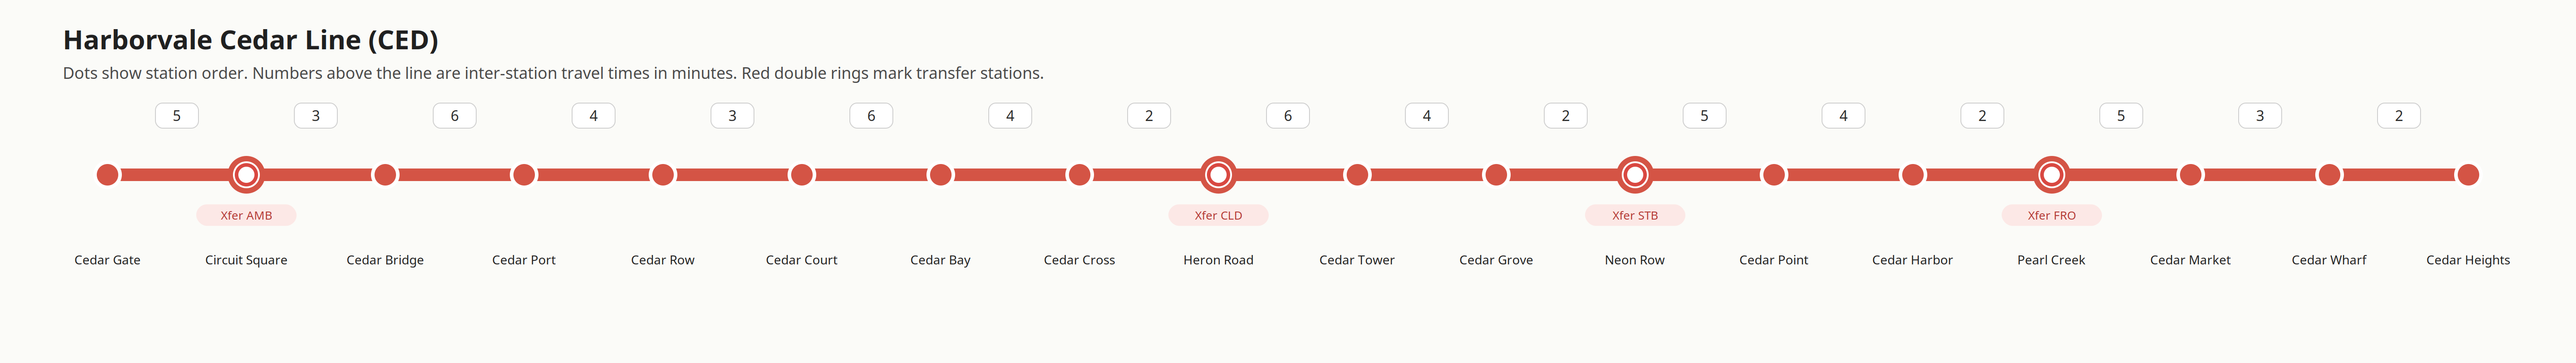 Harborvale Cedar Line (CED)
Dots show station order. Numbers above the line are inter-station travel times in minutes. Red double rings mark transfer stations.
5 3 6 4 3 6 4 2 6 4 2 5 4 2 5 3 2
Xfer AMB Xfer CLD Xfer STB Xfer FRO
Cedar Gate Circuit Square Cedar Bridge Cedar Port Cedar Row Cedar Court Cedar Bay Cedar Cross Heron Road Cedar Tower Cedar Grove Neon Row Cedar Point Cedar Harbor Pearl Creek Cedar Market Cedar Wharf Cedar Heights